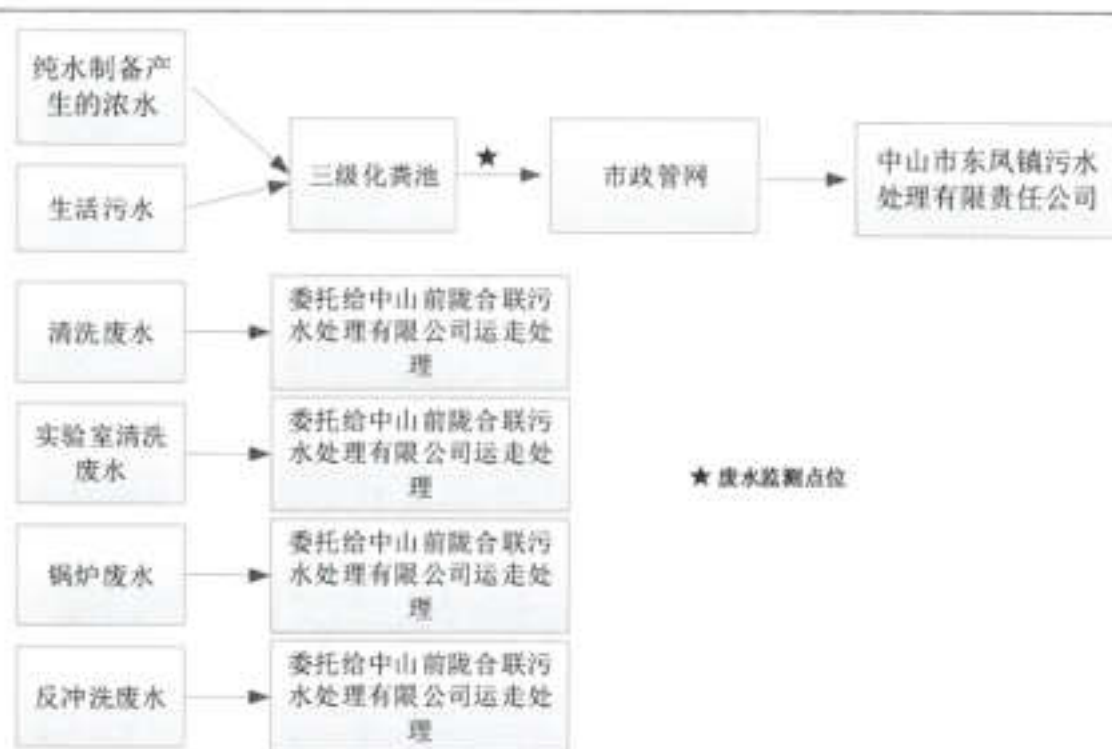 纯水制备产
生的浓水
生活污水
三级化粪池
★
市政管网
中山市东凤镇污水
处理有限责任公司
清洗废水
委托给中山前陇合联污
水处理有限公司运走处
理
实验室清洗
废水
委托给中山前陇合联污
水处理有限公司运走处
理
★ 废水监测点位
锅炉废水
委托给中山前陇合联污
水处理有限公司运走处
理
反冲洗废水
委托给中山前陇合联污
水处理有限公司运走处
理